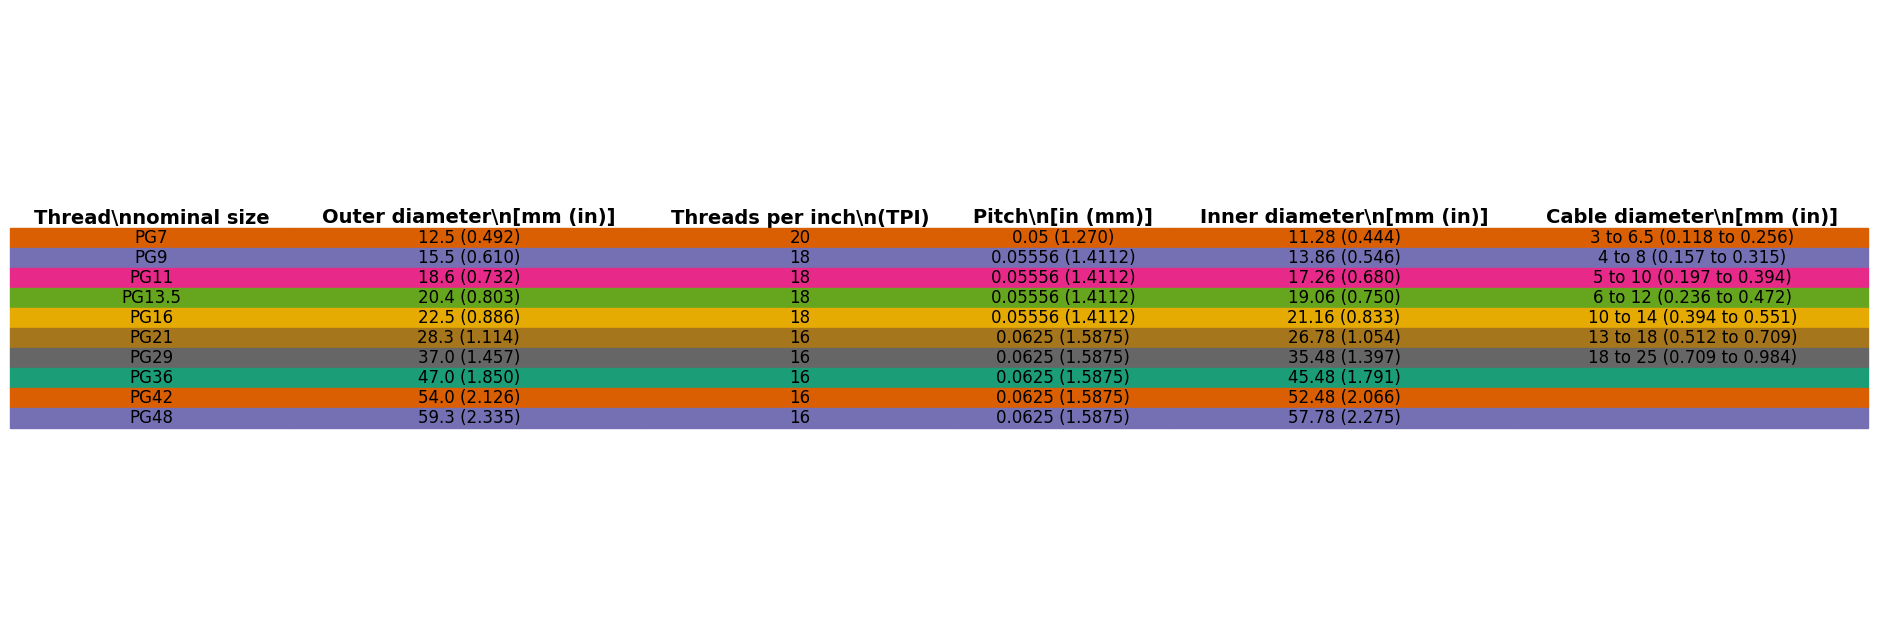 Thread\nnominal size Outer diameter\n[mm (in)] Threads per inch\n(TPI) Pitch\n[in (mm)] Inner diameter\n[mm (in)] Cable diameter\n[mm (in)]
PG7 12.5 (0.492) 20 0.05 (1.270) 11.28 (0.444) 3 to 6.5 (0.118 to 0.256)
PG9 15.5 (0.610) 18 0.05556 (1.4112) 13.86 (0.546) 4 to 8 (0.157 to 0.315)
PG11 18.6 (0.732) 18 0.05556 (1.4112) 17.26 (0.680) 5 to 10 (0.197 to 0.394)
PG13.5 20.4 (0.803) 18 0.05556 (1.4112) 19.06 (0.750) 6 to 12 (0.236 to 0.472)
PG16 22.5 (0.886) 18 0.05556 (1.4112) 21.16 (0.833) 10 to 14 (0.394 to 0.551)
PG21 28.3 (1.114) 16 0.0625 (1.5875) 26.78 (1.054) 13 to 18 (0.512 to 0.709)
PG29 37.0 (1.457) 16 0.0625 (1.5875) 35.48 (1.397) 18 to 25 (0.709 to 0.984)
PG36 47.0 (1.850) 16 0.0625 (1.5875) 45.48 (1.791)
PG42 54.0 (2.126) 16 0.0625 (1.5875) 52.48 (2.066)
PG48 59.3 (2.335) 16 0.0625 (1.5875) 57.78 (2.275)